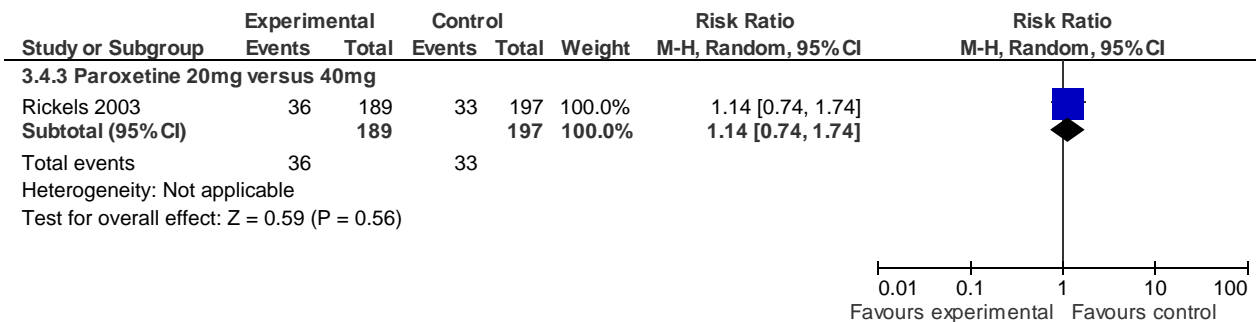 Experimental Control Risk Ratio Risk Ratio
Study or Subgroup Events Total Events Total Weight M-H, Random, 95% CI M-H, Random, 95% CI
3.4.3 Paroxetine 20mg versus 40mg
Rickels 2003 36 189 33 197 100.0% 1.14 [0.74, 1.74]
Subtotal (95% CI) 189 197 100.0% 1.14 [0.74, 1.74]
Total events 36 33
Heterogeneity: Not applicable
Test for overall effect: Z = 0.59 (P = 0.56)
0.01 0.1 1 10 100
Favours experimental Favours control